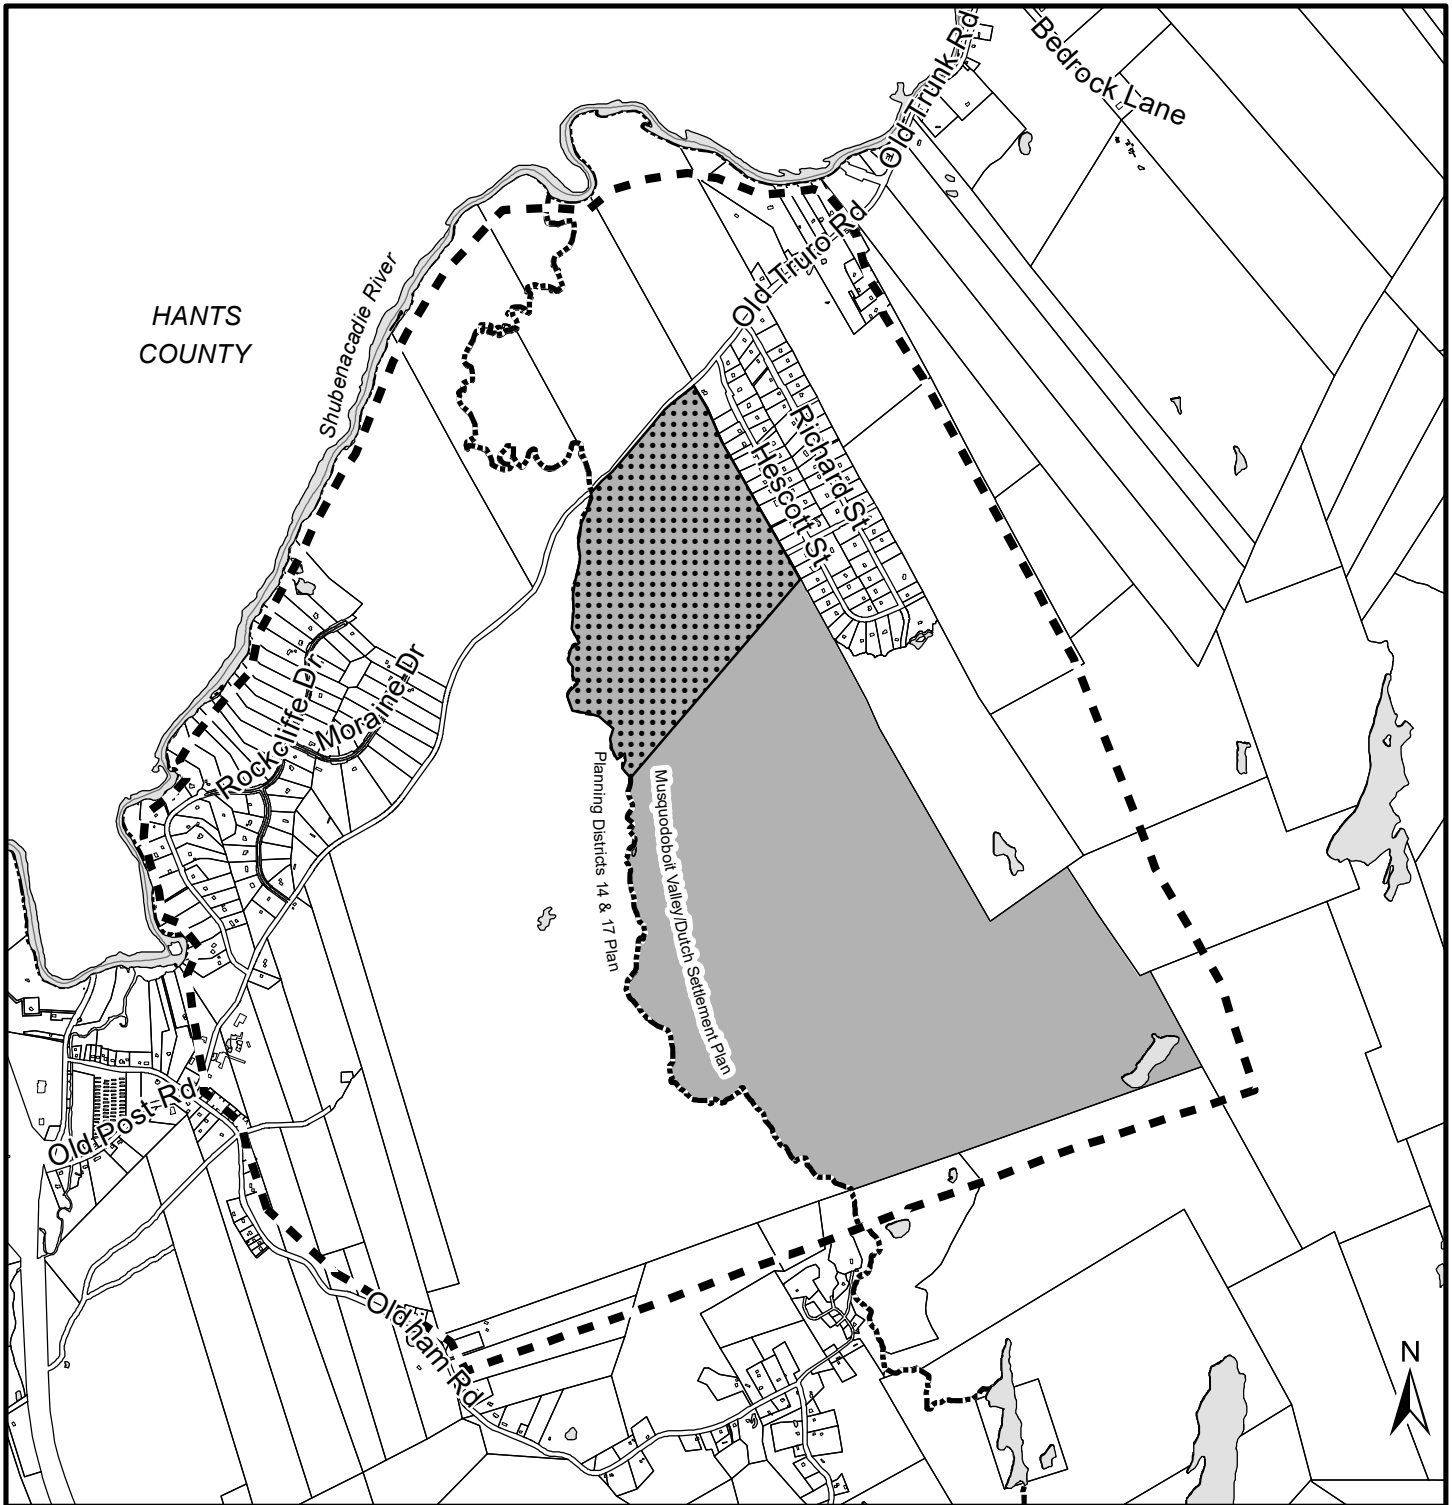 Bedrock Lane
Old Trunk Rd
HANTS
COUNTY
Shubenacadie River
Old Truro Rd
Richard St
Hescott St
Rockcliffe Dr
Moraine Dr
Planning Districts 14 & 17 Plan
Musquodoboit Valley/Dutch Settlement Plan
Old Post Rd
Oldham Rd
N